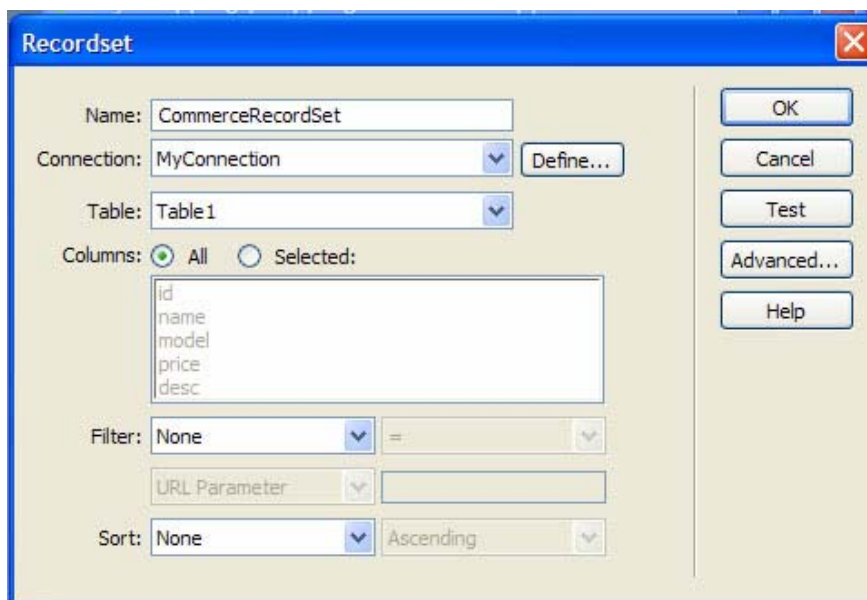 Recordset
Name: CommerceRecordSet
OK
Connection: MyConnection Define...
Cancel
Table: Table1
Test
Columns: All Selected:
Advanced...
id
name
model
price
desc
Help
Filter: None =
URL Parameter
Sort: None Ascending